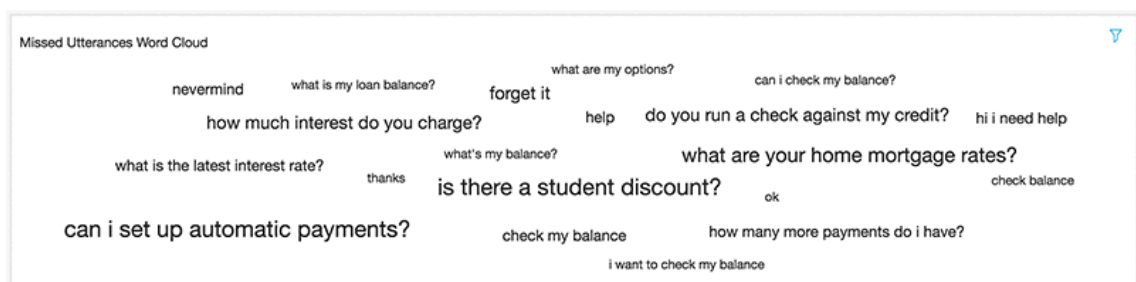 Missed Utterances Word Cloud
what are my options?
can i check my balance?
nevermind
what is my loan balance?
forget it
how much interest do you charge?
help
do you run a check against my credit?
hi i need help
what is the latest interest rate?
what's my balance?
what are your home mortgage rates?
thanks
is there a student discount?
check balance
ok
can i set up automatic payments?
check my balance
how many more payments do i have?
i want to check my balance